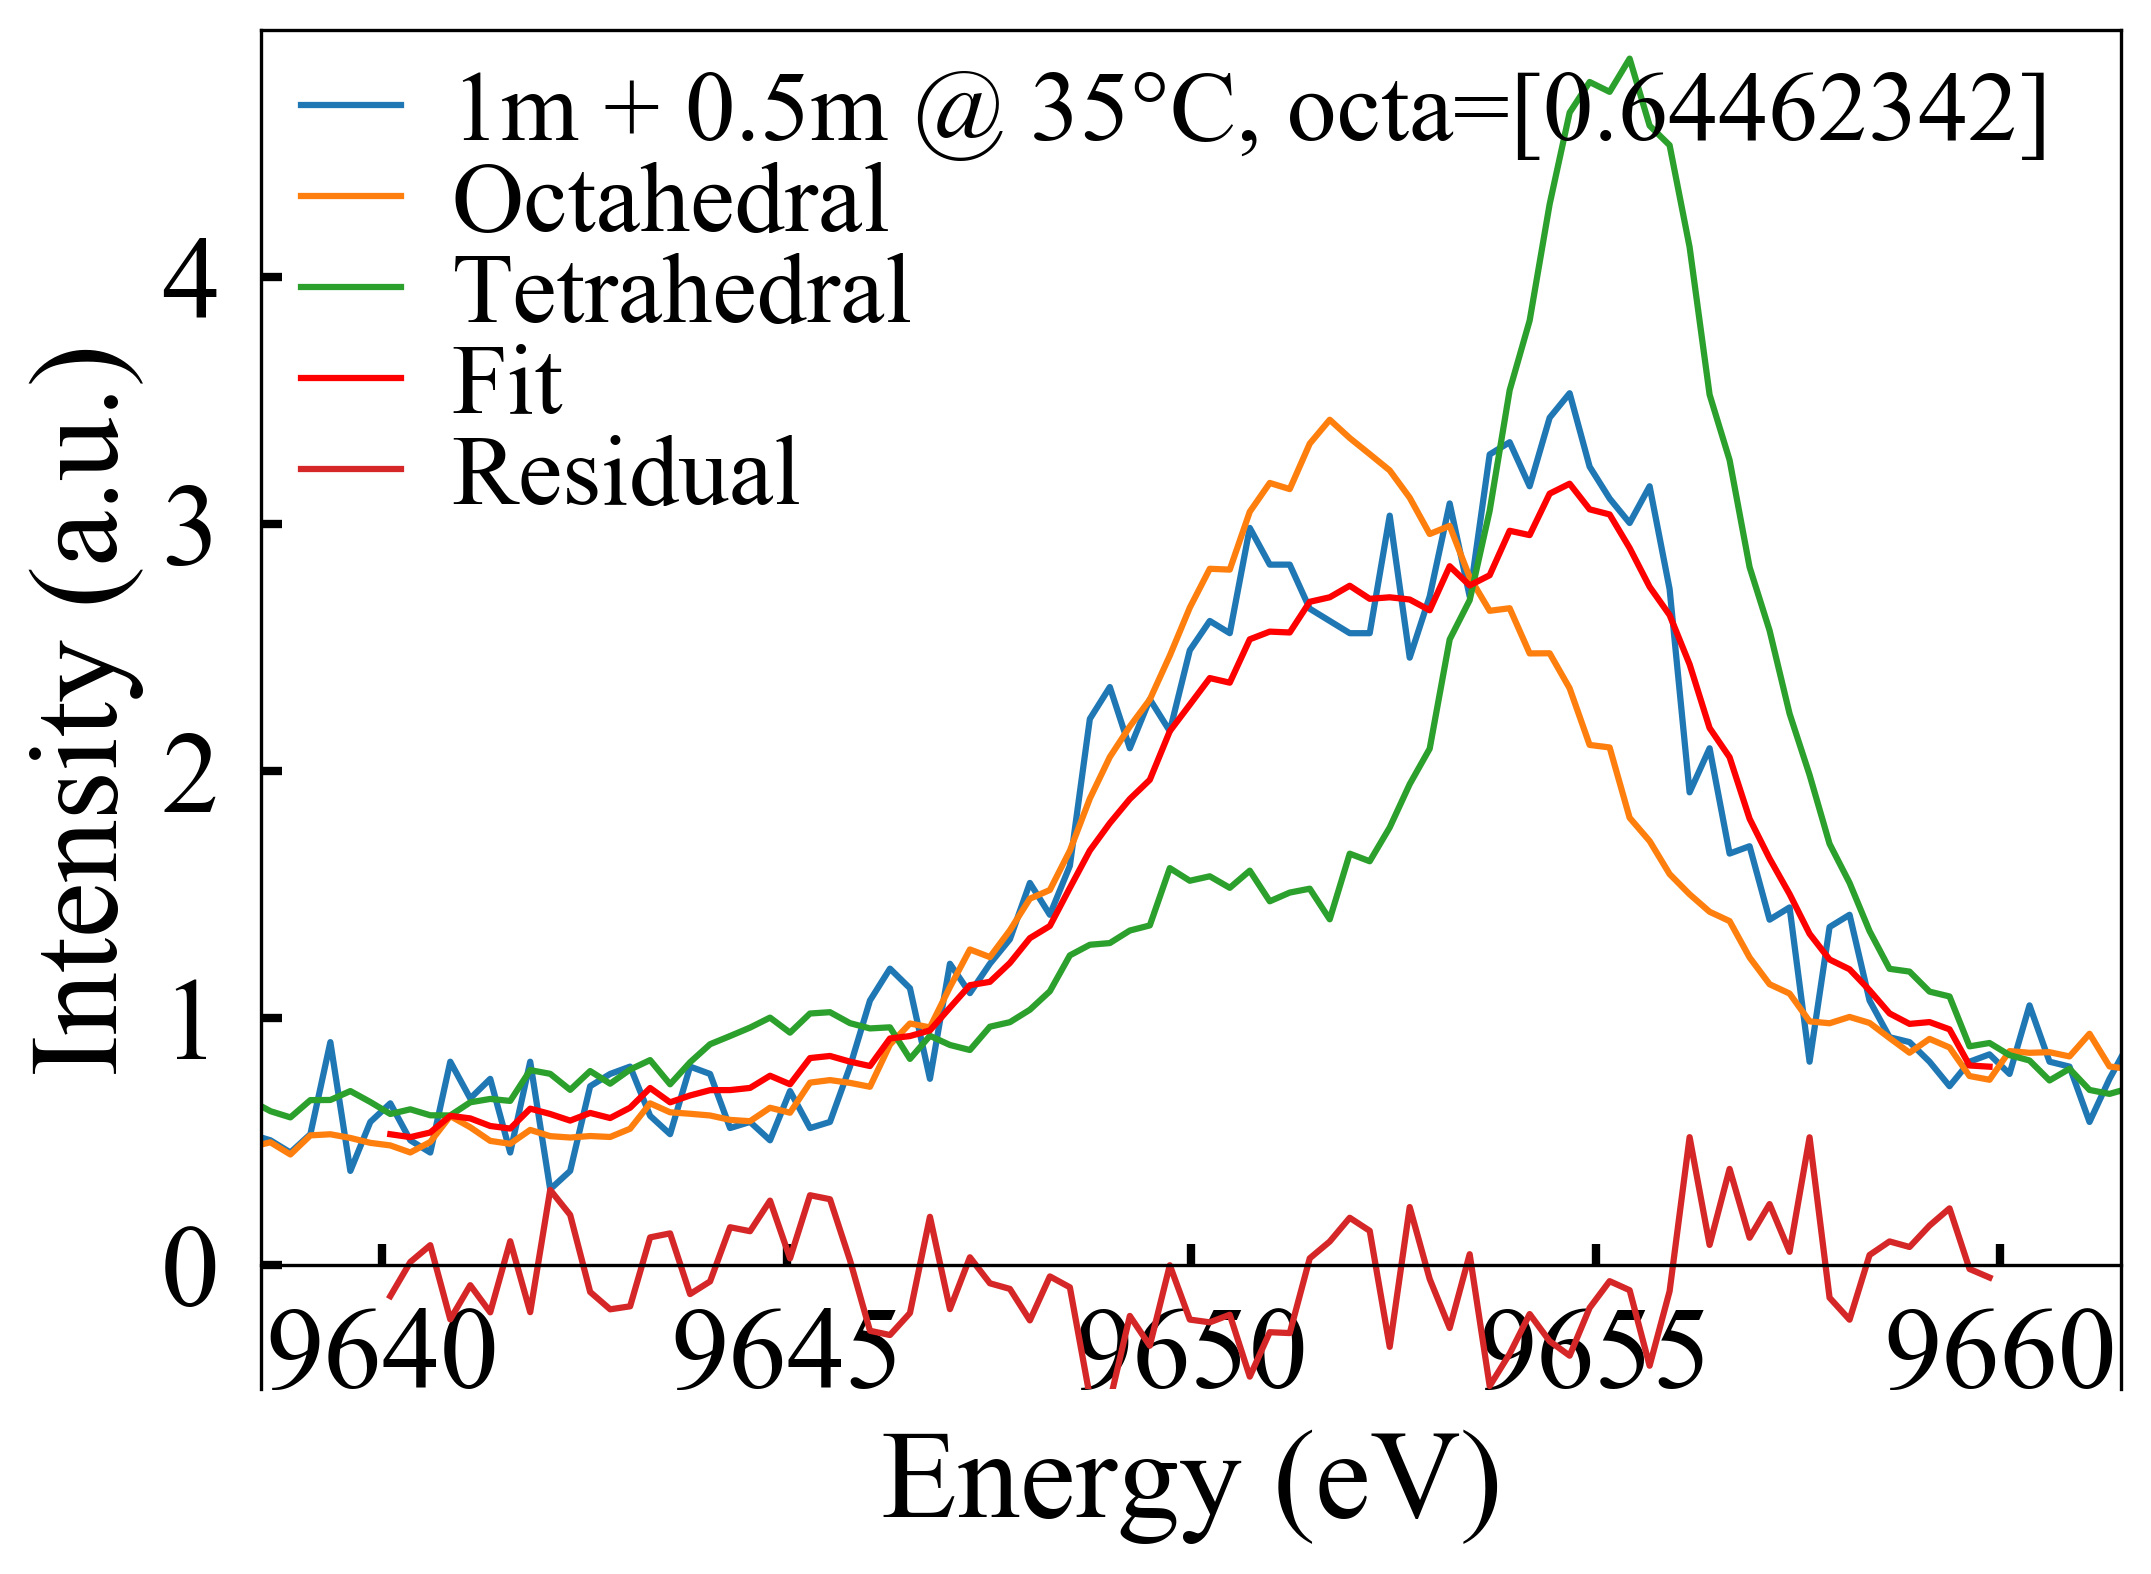 1m + 0.5m @ 35°C, octa=[0.64462342]
Octahedral
Tetrahedral
Fit
Residual
4
3
2
1
0
Intensity (a.u.)
9640 9645 9650 9655 9660
Energy (eV)